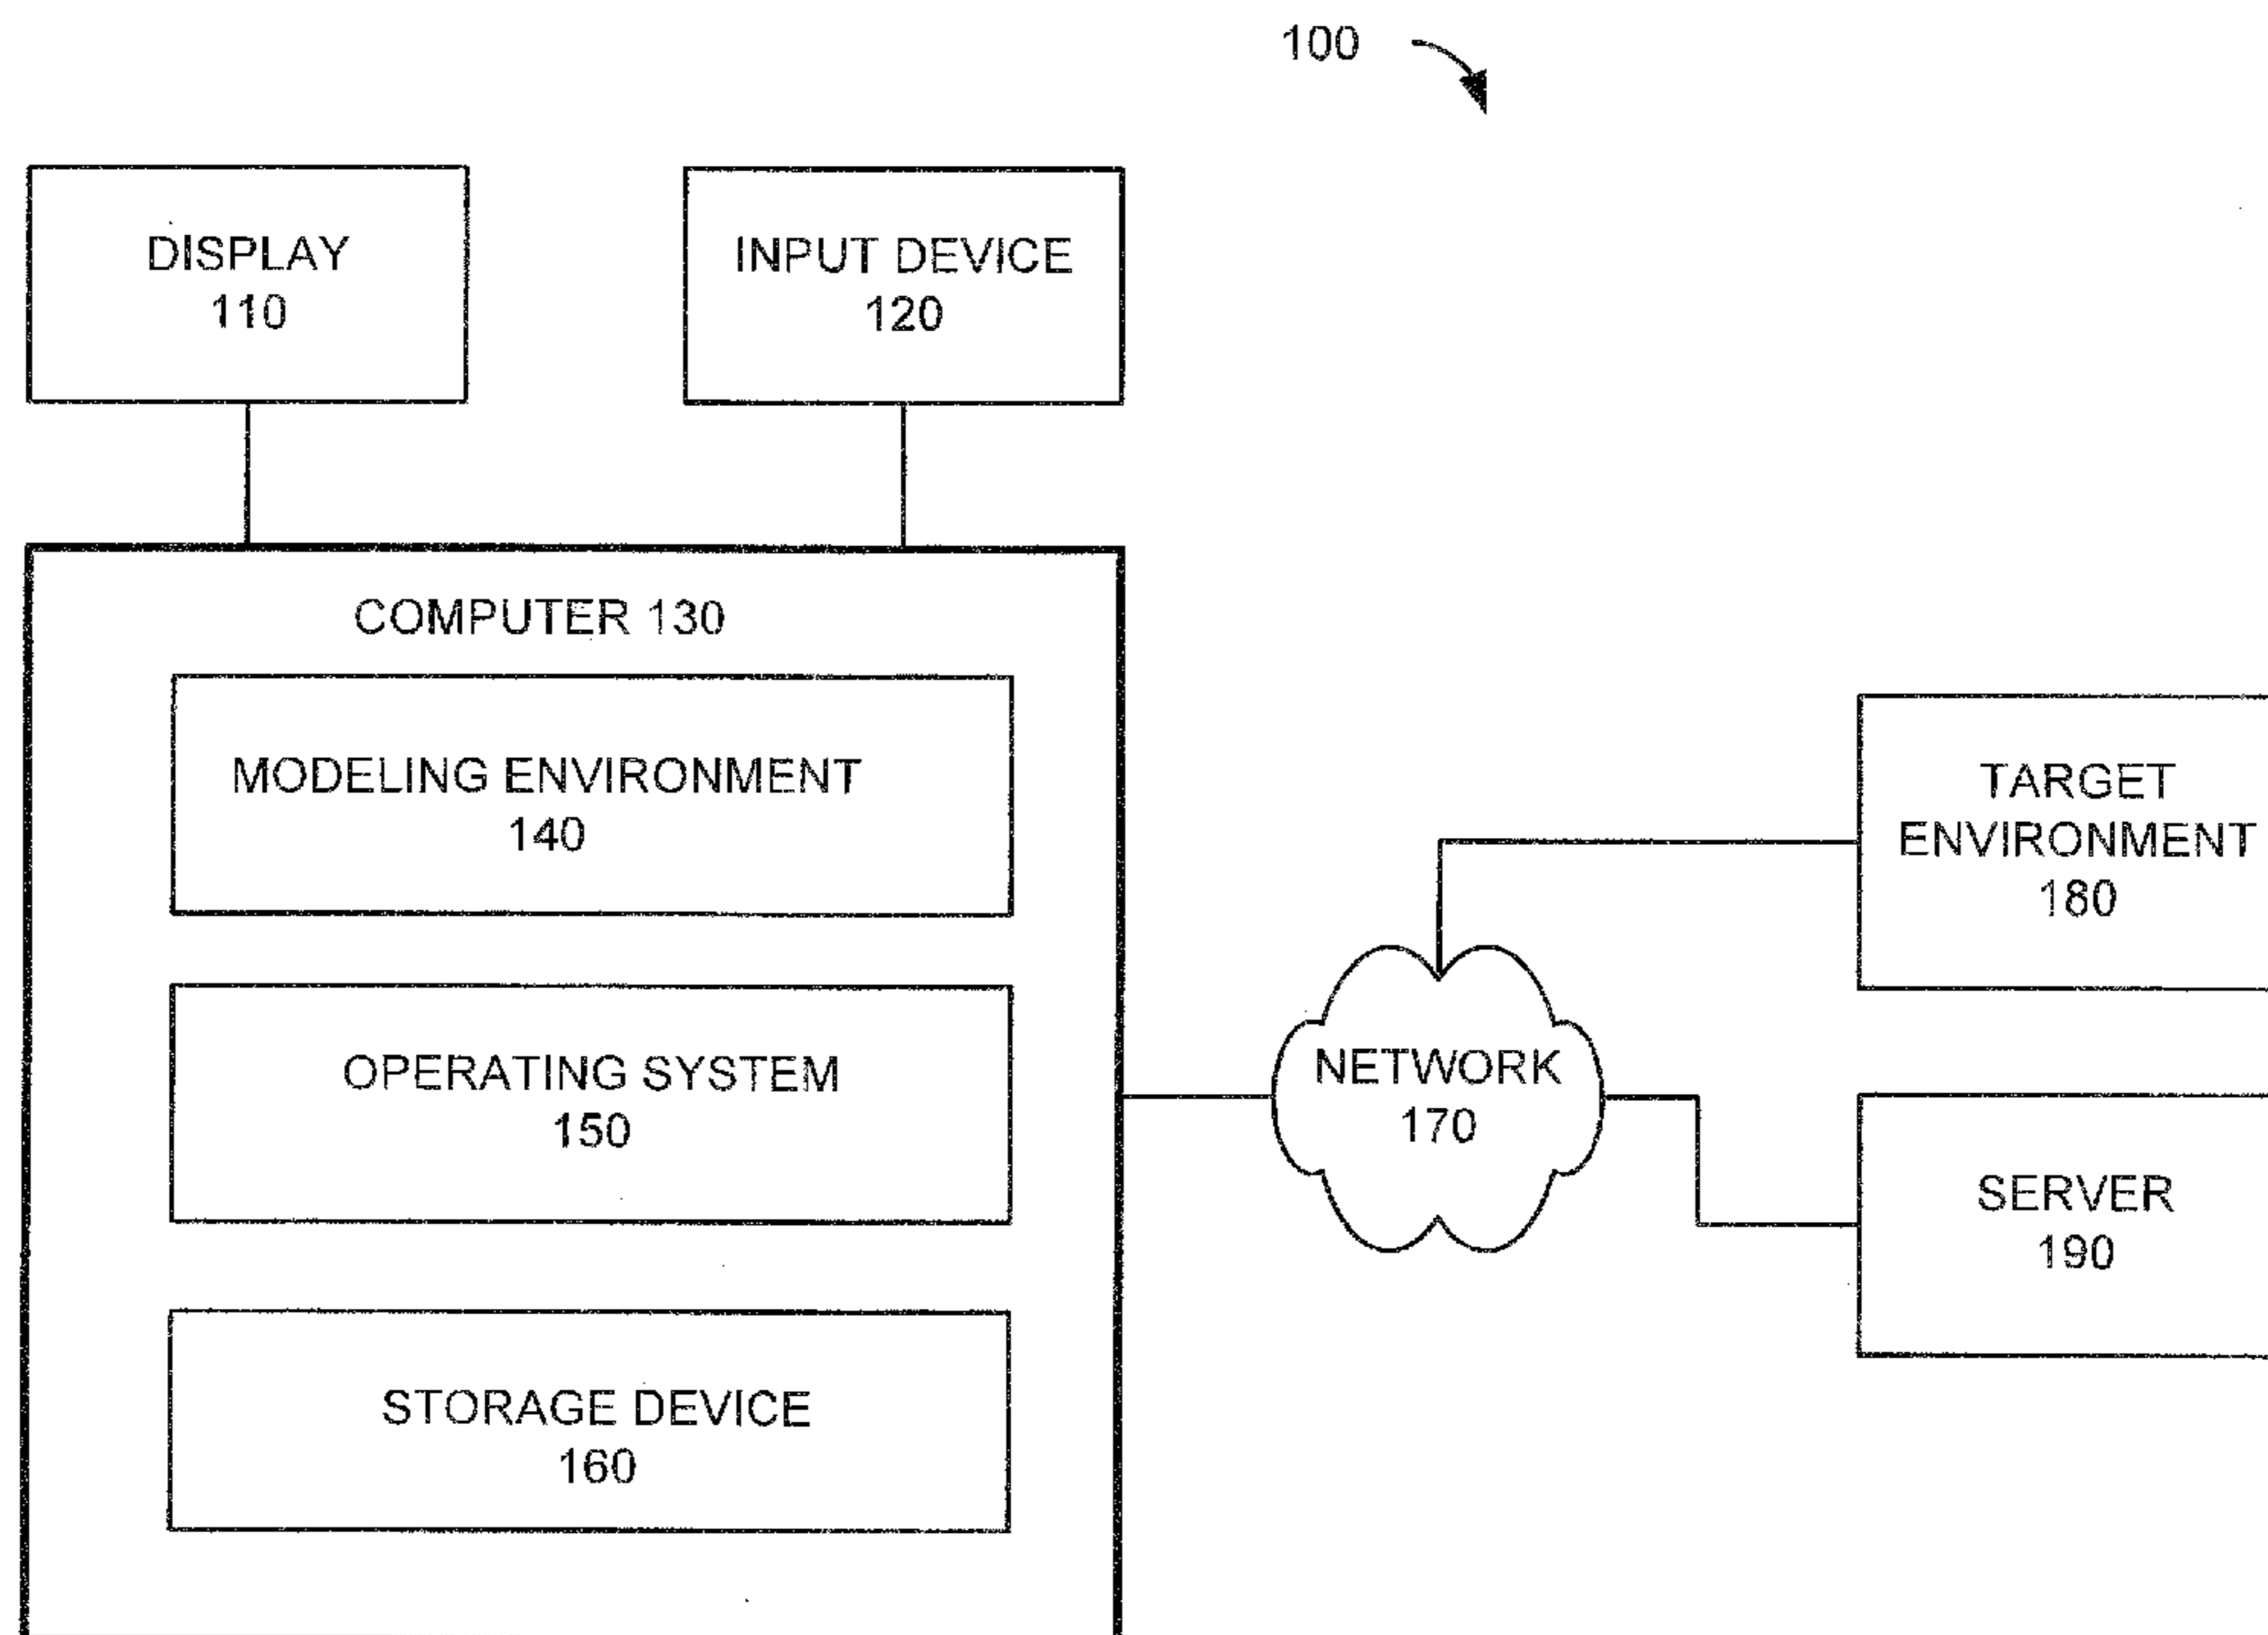 100
DISPLAY
110
INPUT DEVICE
120
COMPUTER 130
MODELING ENVIRONMENT
140
OPERATING SYSTEM
150
STORAGE DEVICE
160
NETWORK
170
TARGET
ENVIRONMENT
180
SERVER
190